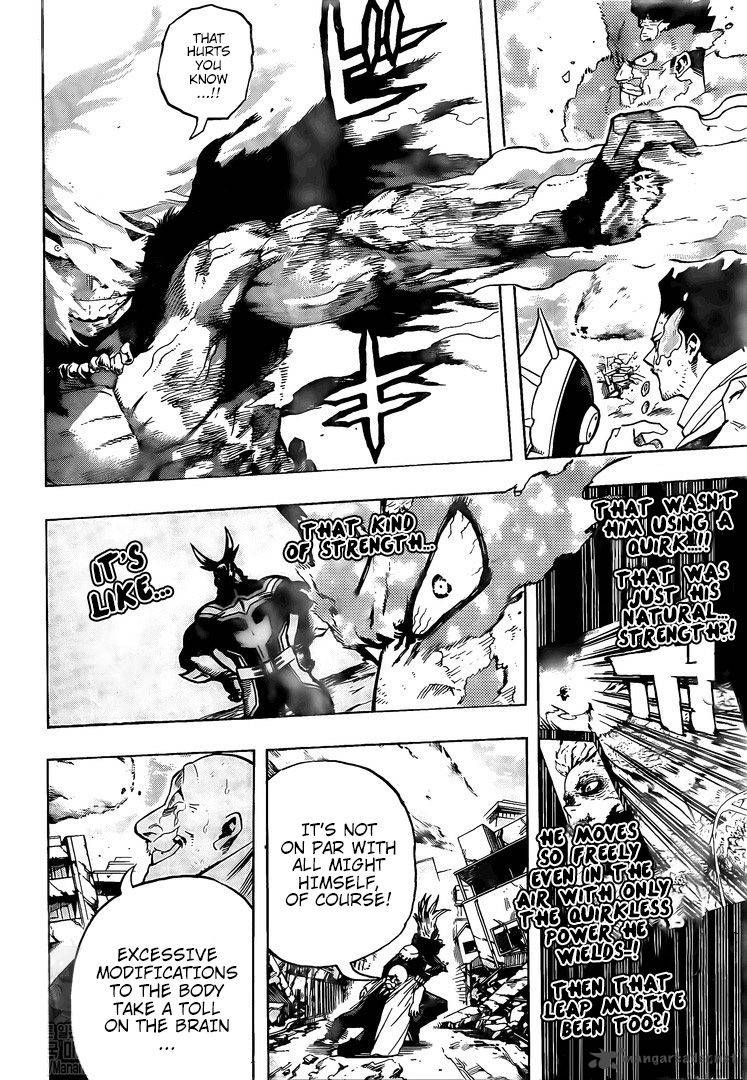 THAT
HURTS
YOU
KNOW
...!!
THAT WASN'T
HIM USING A
QUIRK...!!
THAT WAS
JUST HIS
NATURAL...
STRENGTH?!
HE MOVES
SO FREELY
EVEN IN THE
AIR WITH ONLY
THE QUIRKLESS
POWER HE
WIELDS--!
THEN THAT
LEAP MUST'VE
BEEN TOO?!
THAT KIND
OF STRENGTH...
IT'S
LIKE...
IT'S NOT
ON PAR WITH
ALL MIGHT
HIMSELF,
OF COURSE!
EXCESSIVE
MODIFICATIONS
TO THE BODY
TAKE A TOLL
ON THE BRAIN
...